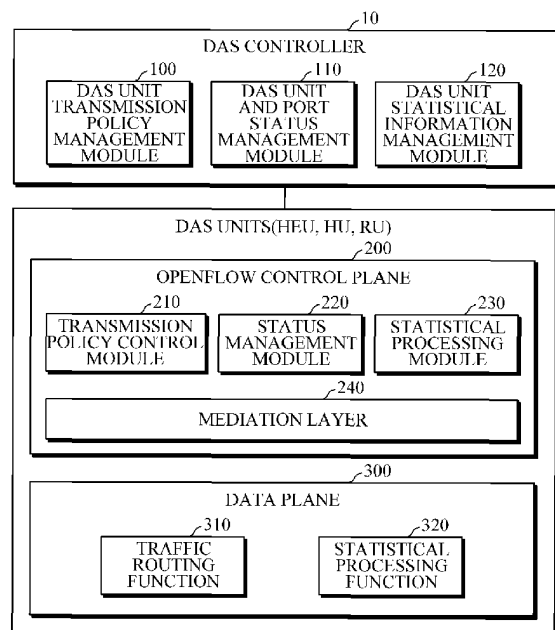 10
DAS CONTROLLER
100
110
120
DAS UNIT
TRANSMISSION
POLICY
MANAGEMENT
MODULE
DAS UNIT
AND PORT
STATUS
MANAGEMENT
MODULE
DAS UNIT
STATISTICAL
INFORMATION
MANAGEMENT
MODULE
DAS UNITS(HEU, HU, RU)
200
OPENFLOW CONTROL PLANE
210
220
230
TRANSMISSION
POLICY CONTROL
MODULE
STATUS
MANAGEMENT
MODULE
STATISTICAL
PROCESSING
MODULE
240
MEDIATION LAYER
300
DATA PLANE
310
320
TRAFFIC
ROUTING
FUNCTION
STATISTICAL
PROCESSING
FUNCTION